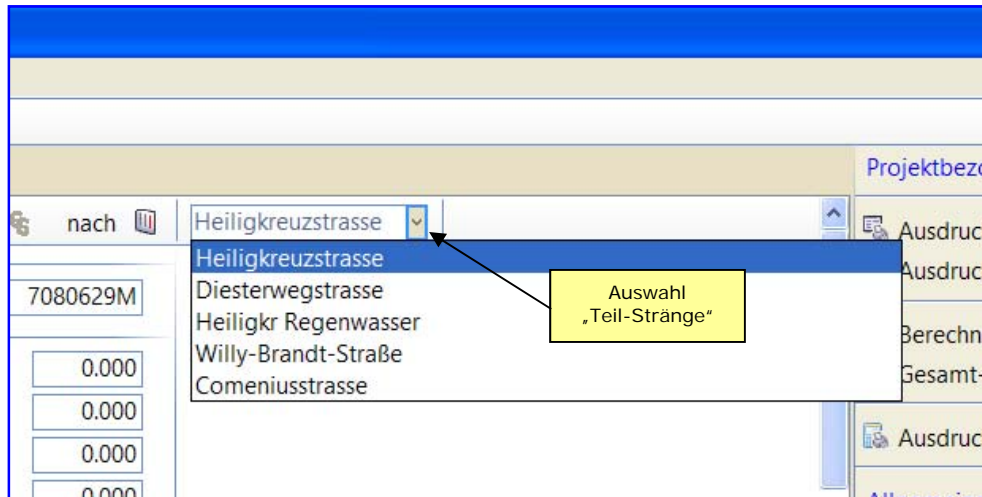 Projektbezo
nach Heiligkreuzstrasse
Ausdruc
Heiligkreuzstrasse
Ausdruc
7080629M
Diesterwegstrasse
Auswahl
„Teil-Stränge“
Heiligkr Regenwasser
Berechn
Willy-Brandt-Straße
0.000
Gesamt-
Comeniusstrasse
0.000
0.000
Ausdruc
0.000